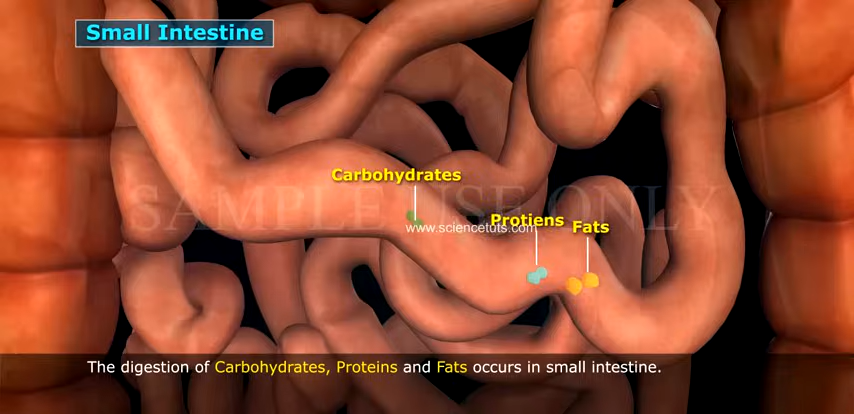 Small Intestine
Carbohydrates
SAMPLE USE ONLY
Protiens
Fats
www.sciencetuts.com
The digestion of Carbohydrates, Proteins and Fats occurs in small intestine.